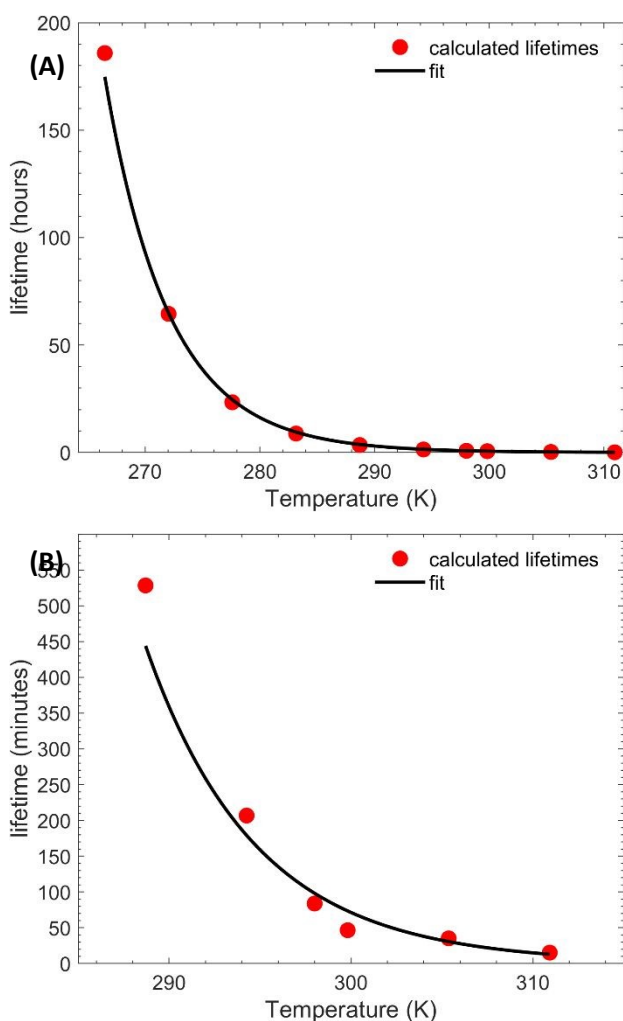 (A)
200
150
100
50
0
lifetime (hours)
calculated lifetimes
fit
270 280 290 300 310
Temperature (K)
(B)
550
500
450
400
350
300
250
200
150
100
50
0
lifetime (minutes)
calculated lifetimes
fit
290 300 310
Temperature (K)